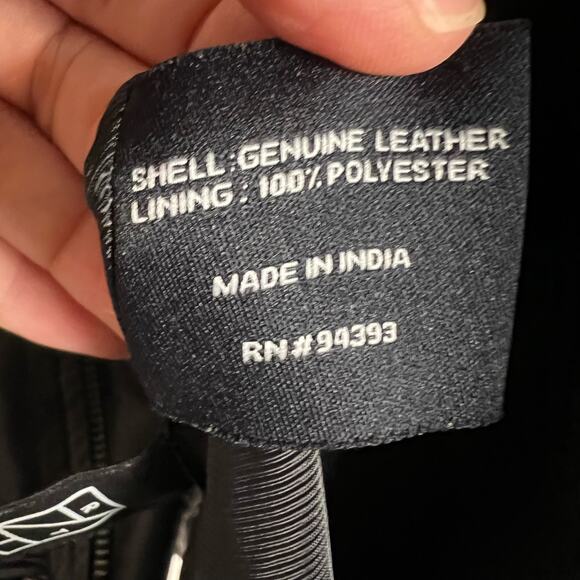 SHELL:GENUINE LEATHER
LINING: 100% POLYESTER
MADE IN INDIA
RN#94393
R